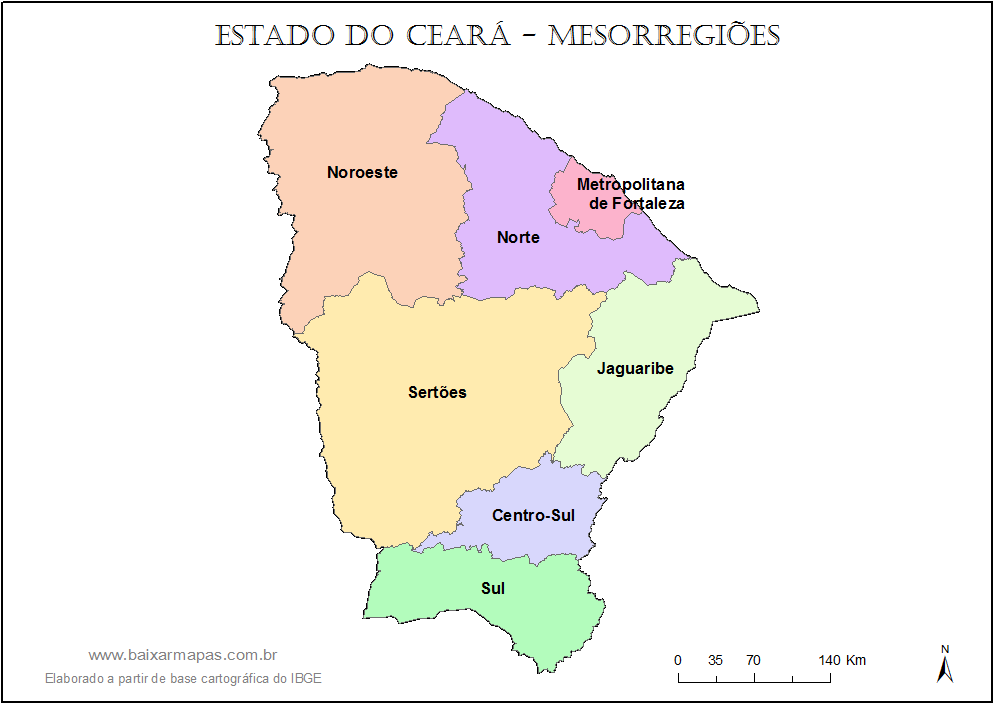 ESTADO DO CEARÁ - MESORREGIÕES
Noroeste
Metropolitana
de Fortaleza
Norte
Jaguaribe
Sertões
Centro-Sul
Sul
www.baixarmapas.com.br
Elaborado a partir de base cartográfica do IBGE
0 35 70 140 Km
N